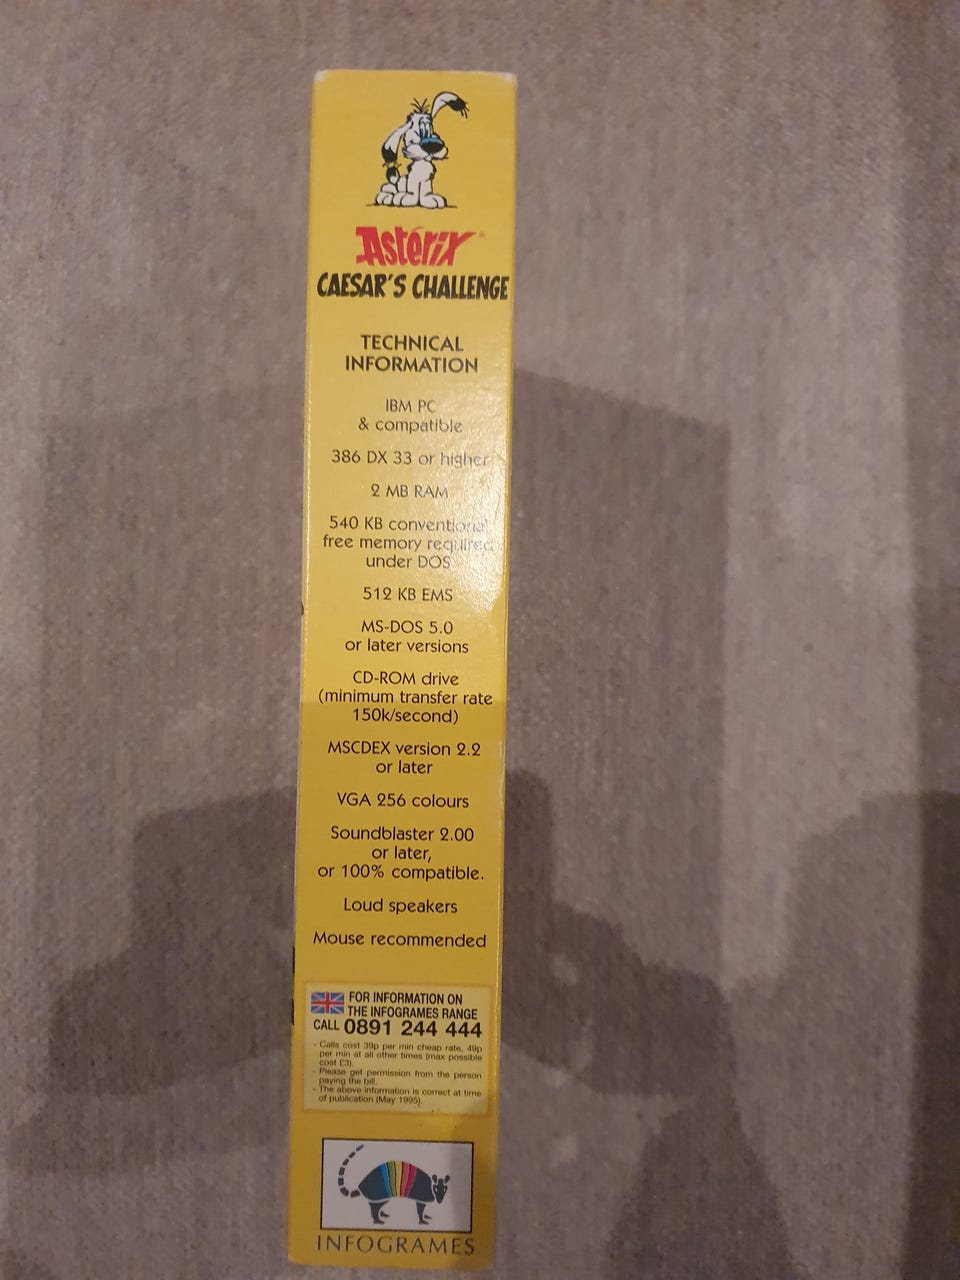 Astérix
CAESAR'S CHALLENGE
TECHNICAL
INFORMATION
IBM PC
& compatible
386 DX 33 or higher
2 MB RAM
540 KB conventional
free memory required
under DOS
512 KB EMS
MS-DOS 5.0
or later versions
CD-ROM drive
(minimum transfer rate
150k/second)
MSCDEX version 2.2
or later
VGA 256 colours
Soundblaster 2.00
or later,
or 100% compatible.
Loud speakers
Mouse recommended
FOR INFORMATION ON
THE INFOGRAMES RANGE
CALL 0891 244 444
- Calls cost 39p per min cheap rate, 49p
per min at all other times (max possible
cost £3).
- Please get permission from the person
paying the bill.
- The above information is correct at time
of publication (May 1995).
INFOGRAMES